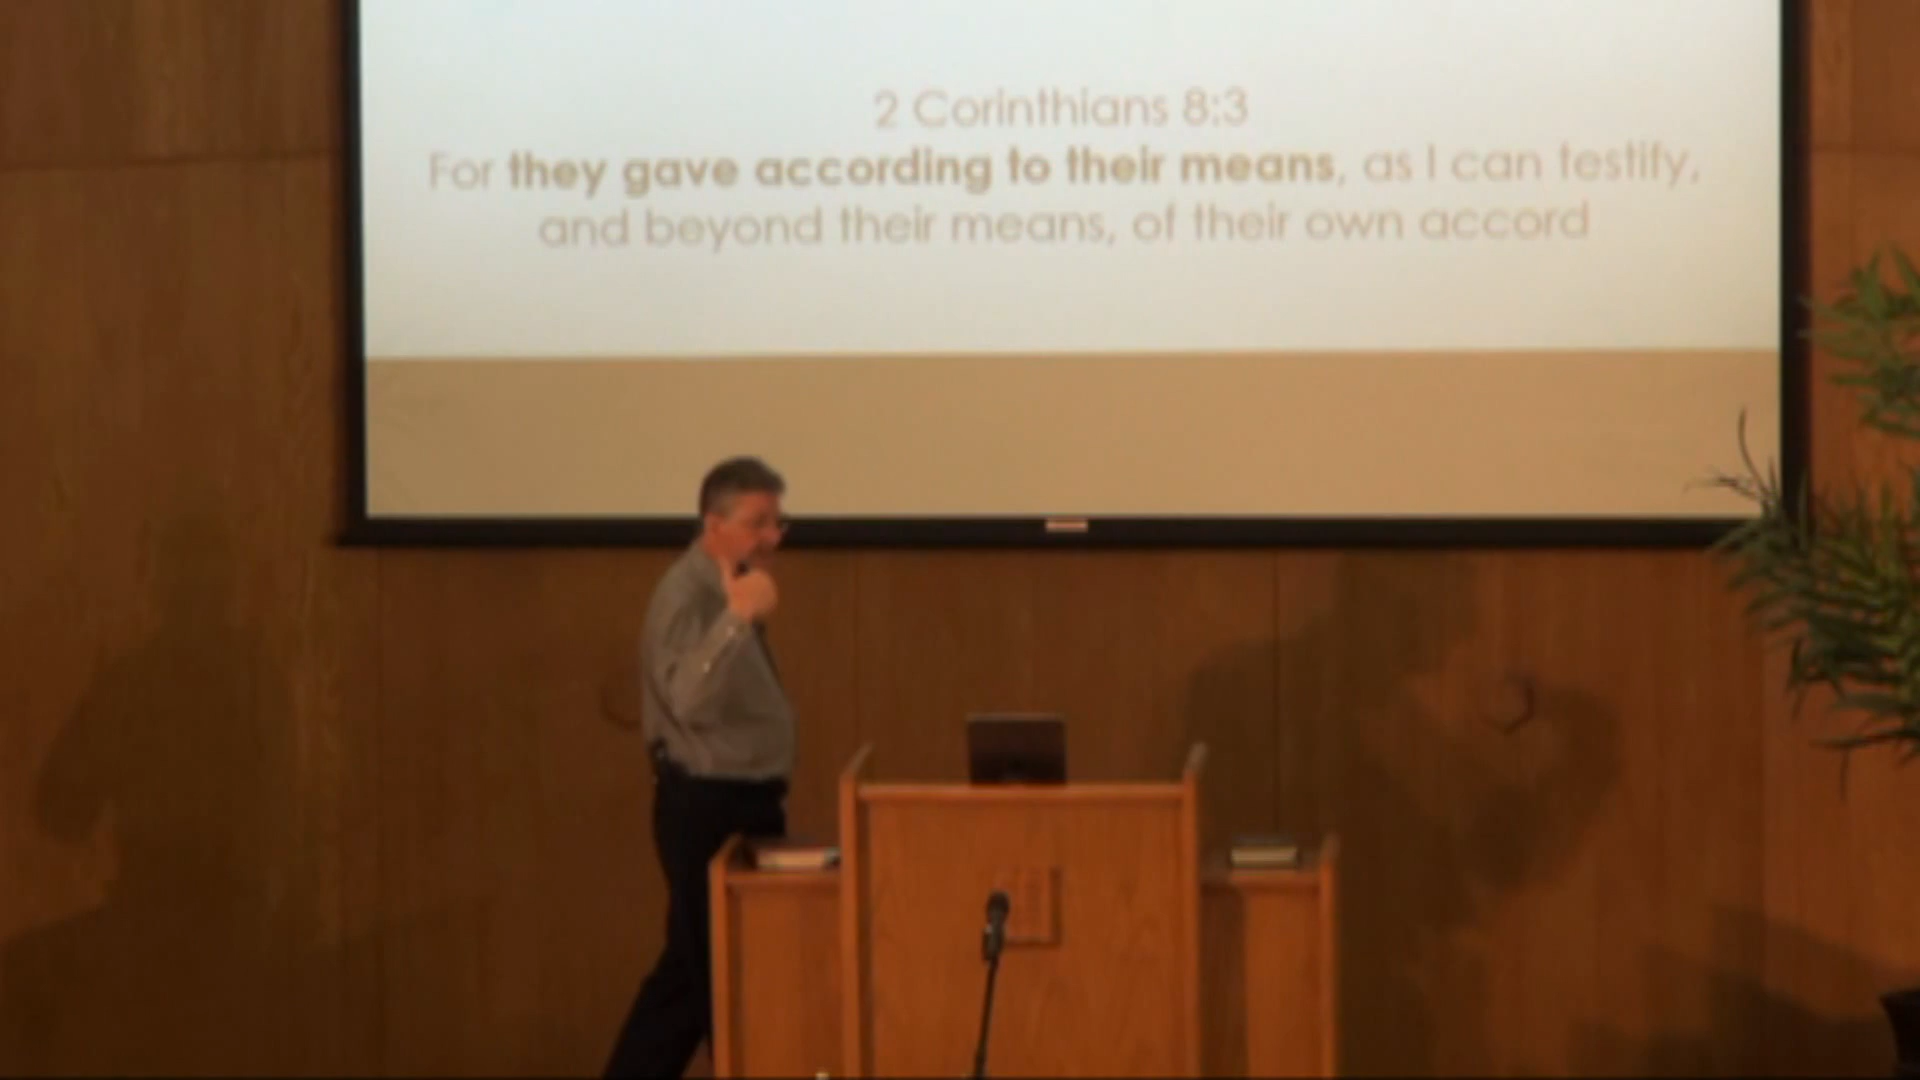 2 Corinthians 8:3
For they gave according to their means, as I can testify,
and beyond their means, of their own accord